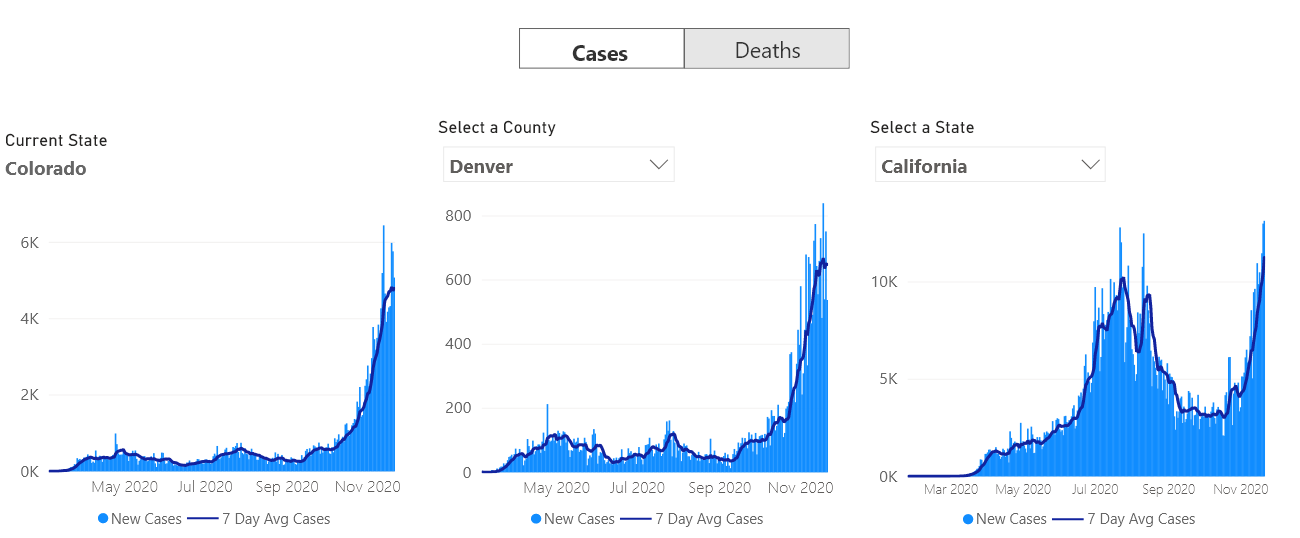 Cases Deaths
Current State
Colorado
6K
4K
2K
0K
May 2020 Jul 2020 Sep 2020 Nov 2020
New Cases 7 Day Avg Cases
Select a County
Denver
800
600
400
200
0
May 2020 Jul 2020 Sep 2020 Nov 2020
New Cases 7 Day Avg Cases
Select a State
California
10K
5K
0K
Mar 2020 May 2020 Jul 2020 Sep 2020 Nov 2020
New Cases 7 Day Avg Cases